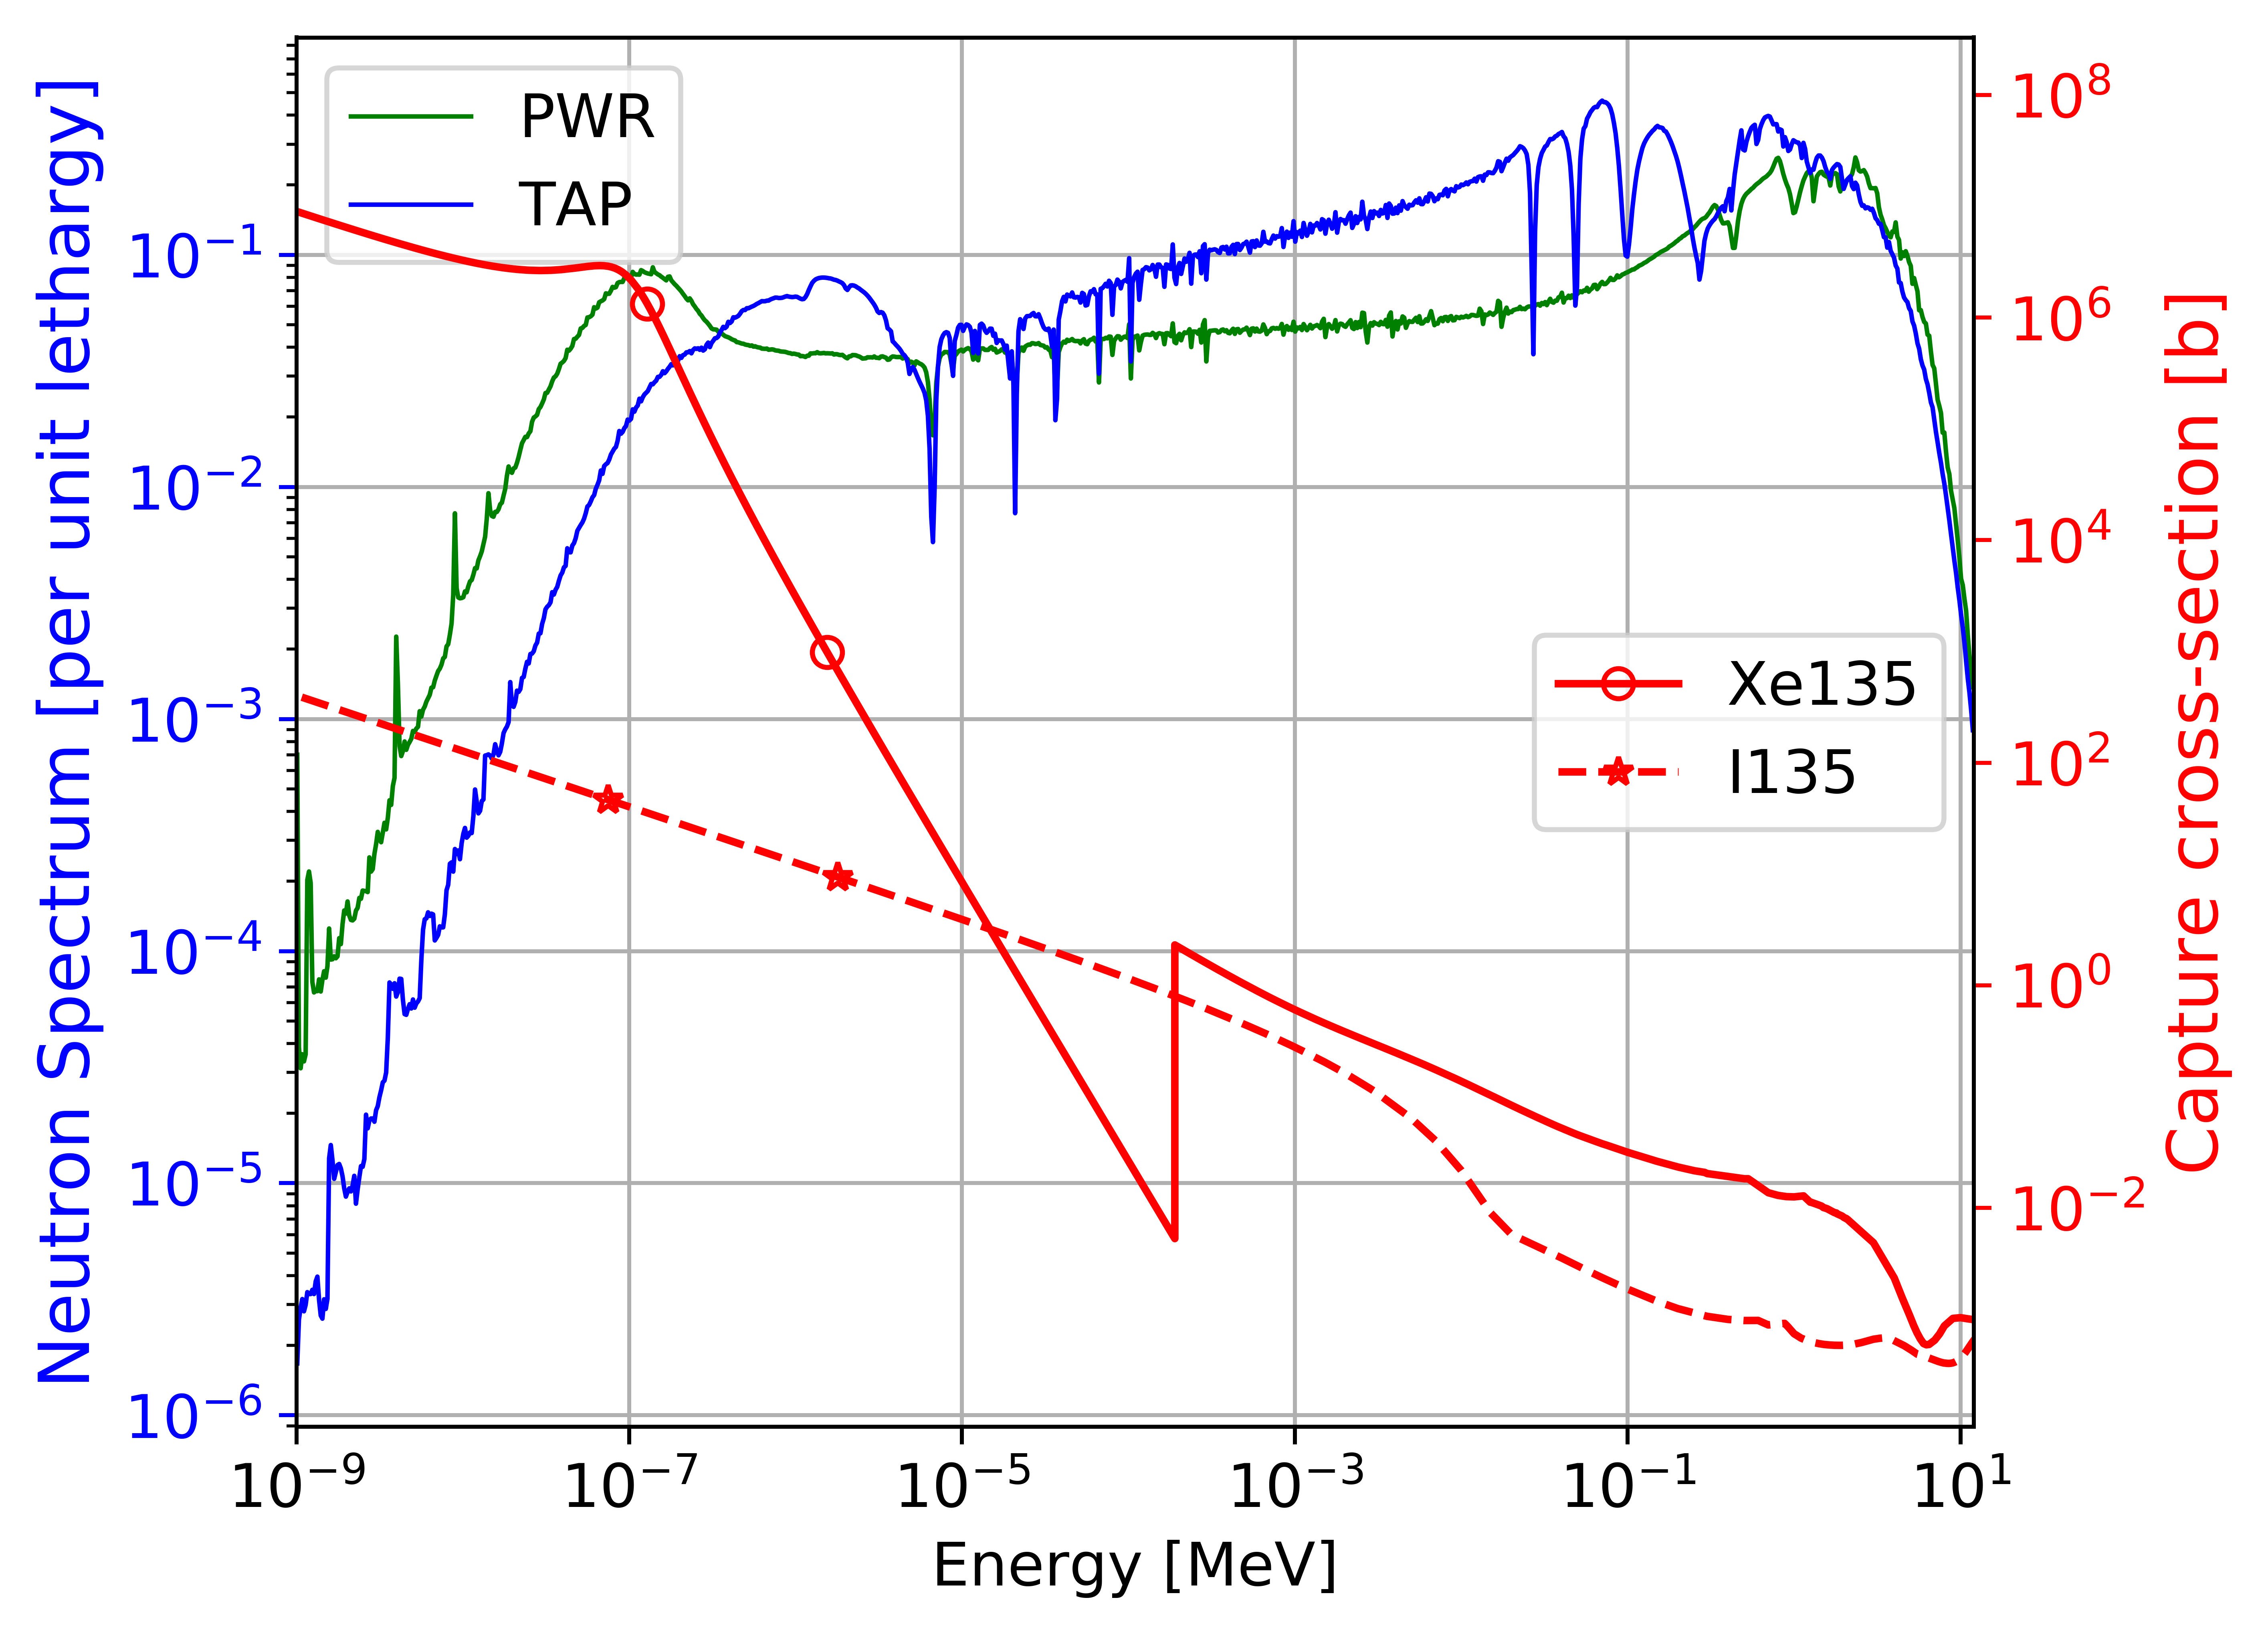 PWR
TAP
Xe135
I135
Neutron Spectrum [per unit lethargy]
10⁻¹
10⁻²
10⁻³
10⁻⁴
10⁻⁵
10⁻⁶
10⁸
10⁶
10⁴
10²
10⁰
10⁻²
Capture cross-section [b]
10⁻⁹ 10⁻⁷ 10⁻⁵ 10⁻³ 10⁻¹ 10¹
Energy [MeV]